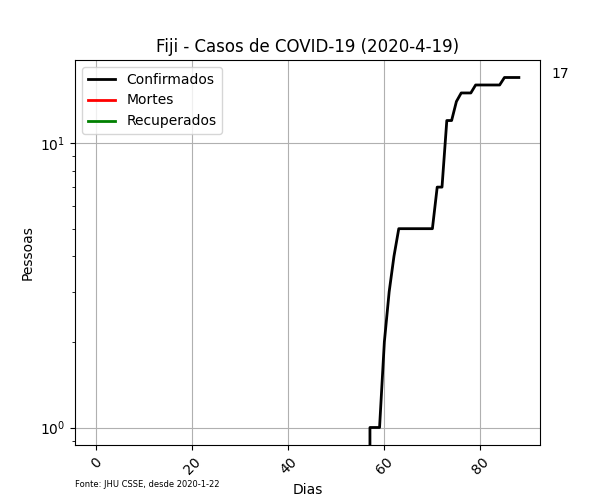 Fiji - Casos de COVID-19 (2020-4-19)
Confirmados
Mortes
Recuperados
17
10¹
10⁰
Pessoas
0
20
40
60
80
Dias
Fonte: JHU CSSE, desde 2020-1-22